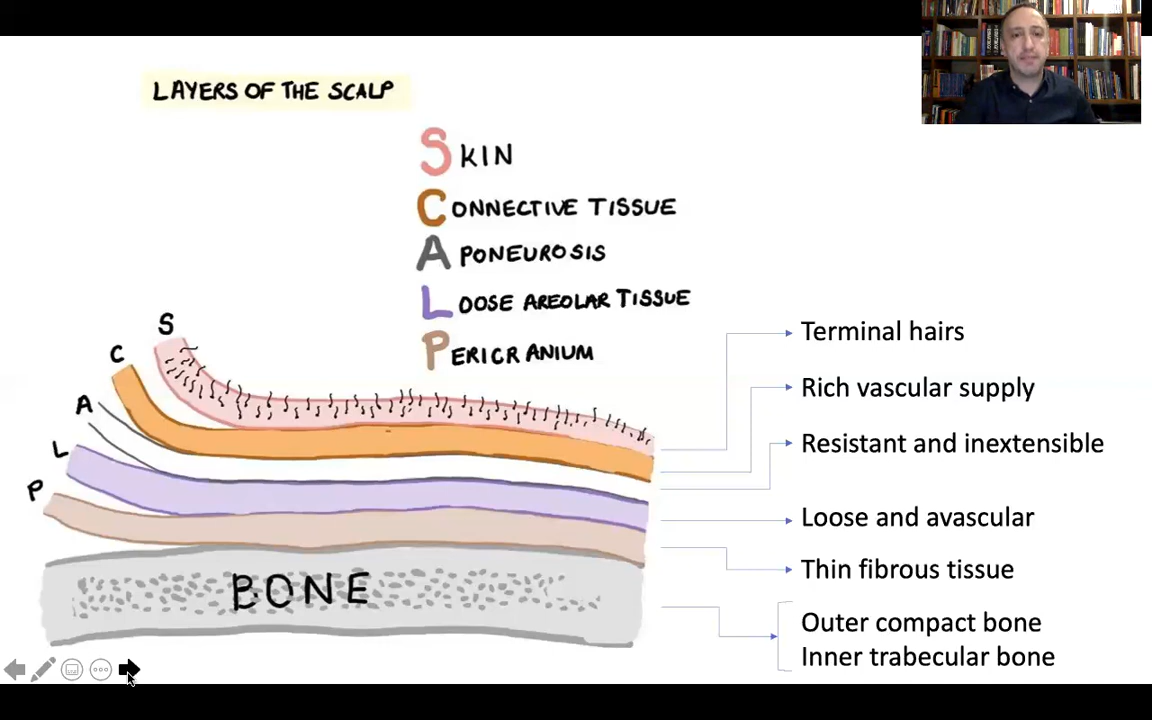 LAYERS OF THE SCALP
SKIN
CONNECTIVE TISSUE
APONEUROSIS
LOOSE AREOLAR TISSUE
PERICRANIUM
S
C
A
L
P
BONE
Terminal hairs
Rich vascular supply
Resistant and inextensible
Loose and avascular
Thin fibrous tissue
Outer compact bone
Inner trabecular bone